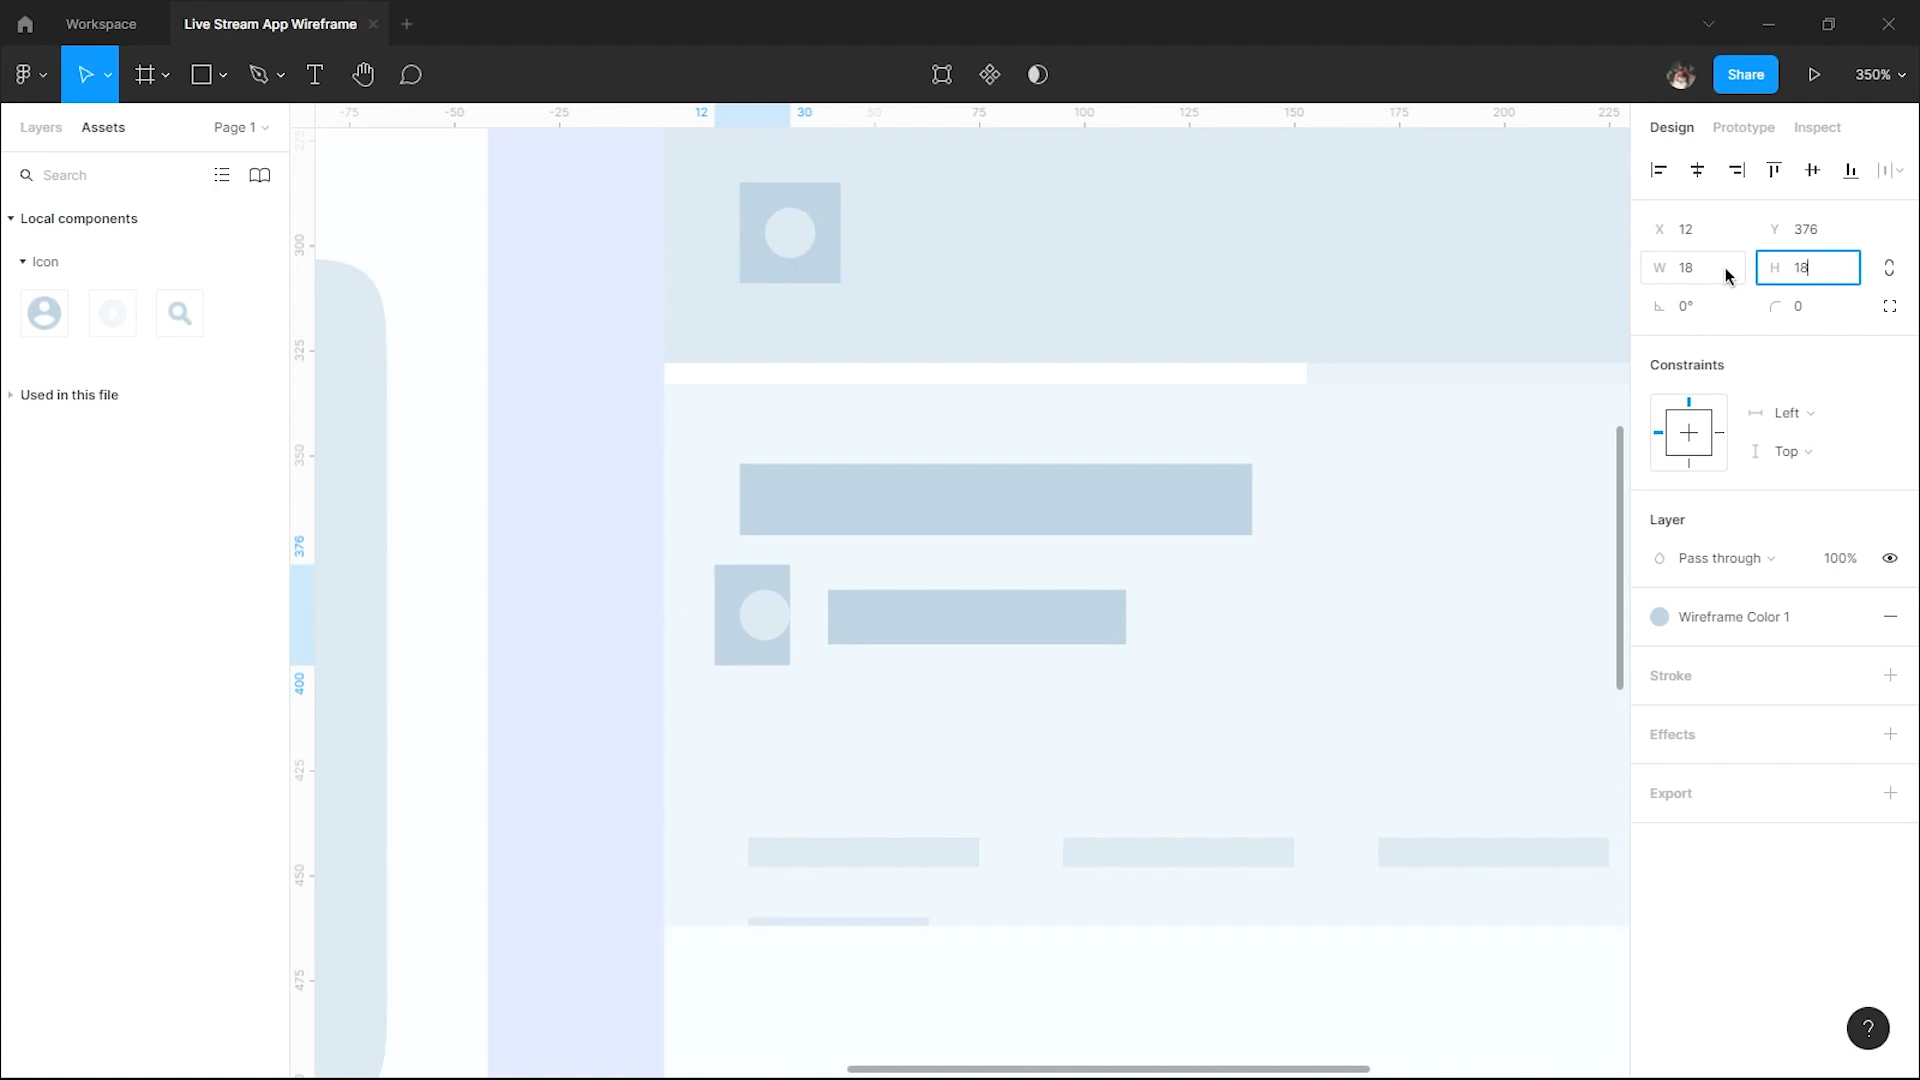 Workspace
Live Stream App Wireframe
Share
350%
Layers
Assets
Page 1
-75
-50
-25
12
30
50
75
100
125
150
175
200
225
Design
Prototype
Inspect
Search
Local components
Icon
Used in this file
275
300
325
350
376
400
425
450
475
X 12
Y 376
W 18
H 18
0°
0
Constraints
Left
Top
Layer
Pass through
100%
Wireframe Color 1
Stroke
Effects
Export
?